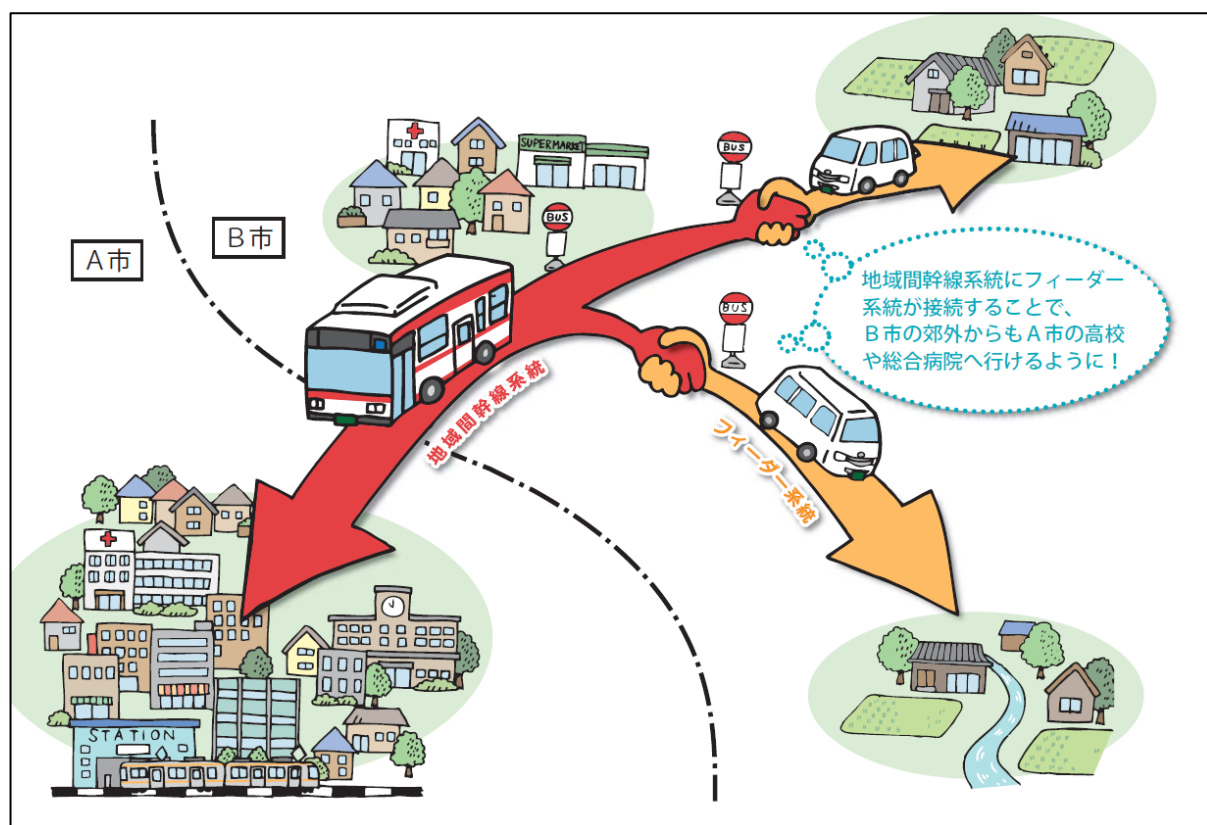 A市
B市
SUPERMARKET
BUS
BUS
BUS
地域間幹線系統にフィーダー
系統が接続することで、
B市の郊外からもA市の高校
や総合病院へ行けるように！
地域間幹線系統
フィーダー系統
STATION